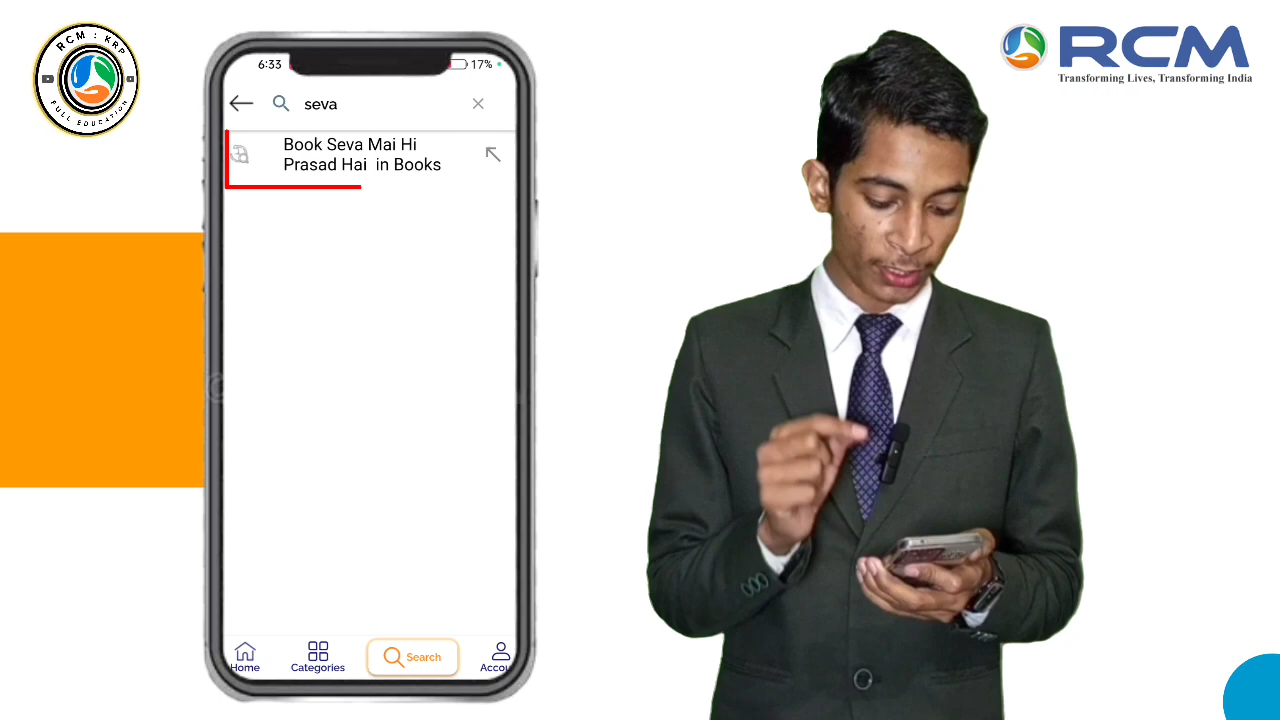 RCM : KRP
FULL EDUCATION
6:33
17%
seva
Book Seva Mai Hi
Prasad Hai in Books
Home
Categories
Search
Accou
RCM
Transforming Lives, Transforming India